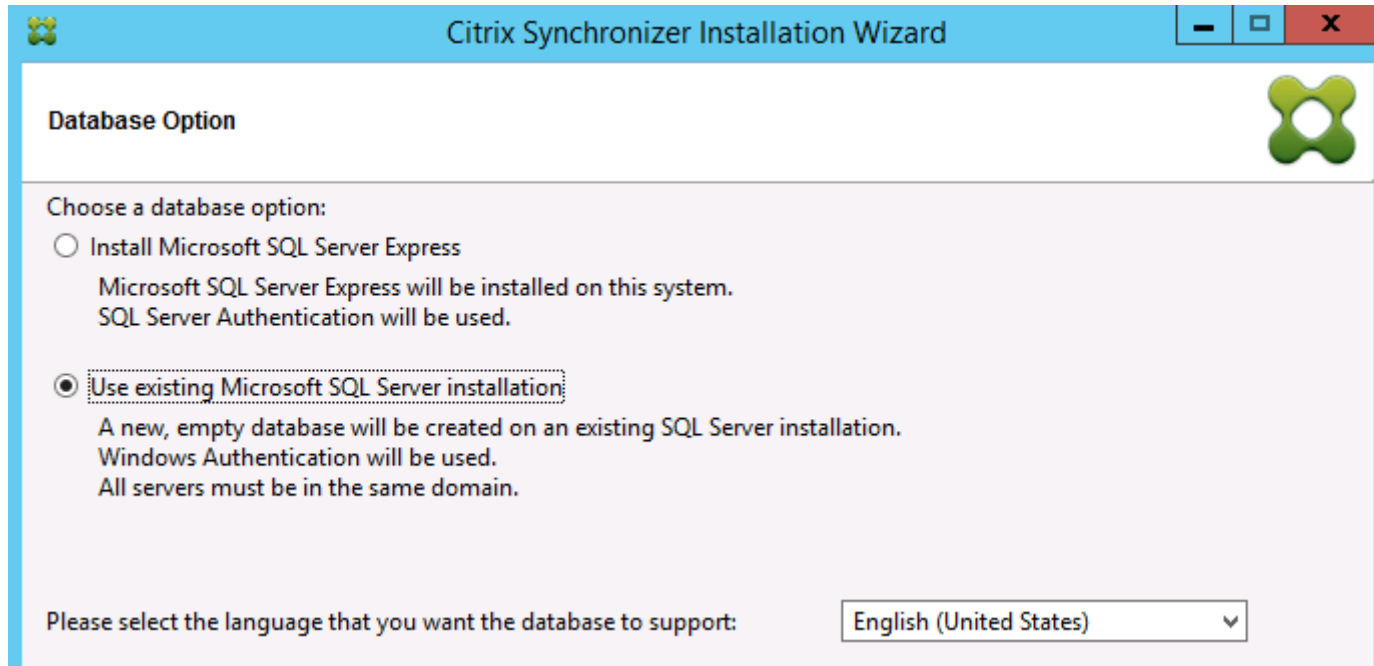 Citrix Synchronizer Installation Wizard
Database Option
Choose a database option:
Install Microsoft SQL Server Express
Microsoft SQL Server Express will be installed on this system.
SQL Server Authentication will be used.
Use existing Microsoft SQL Server installation
A new, empty database will be created on an existing SQL Server installation.
Windows Authentication will be used.
All servers must be in the same domain.
Please select the language that you want the database to support: English (United States)